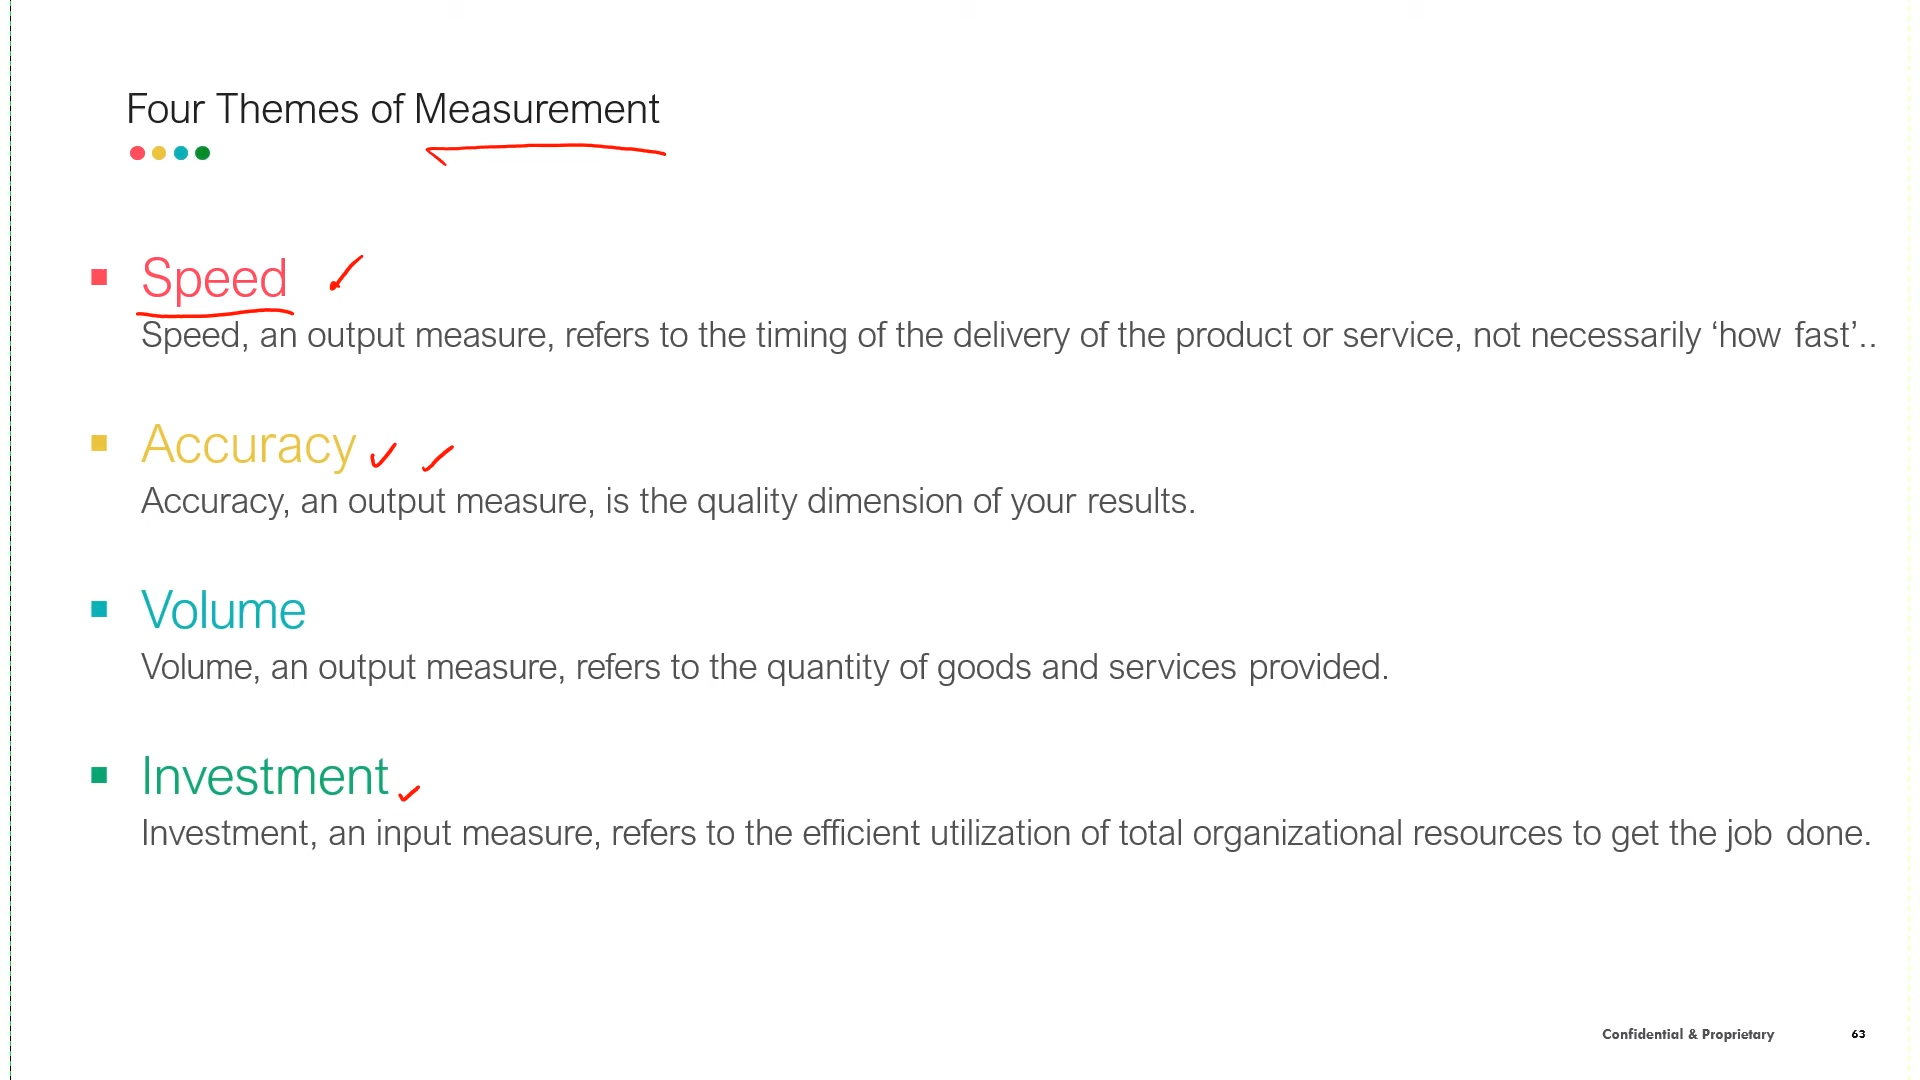 Four Themes of Measurement
Speed
Speed, an output measure, refers to the timing of the delivery of the product or service, not necessarily ‘how fast’..
Accuracy
Accuracy, an output measure, is the quality dimension of your results.
Volume
Volume, an output measure, refers to the quantity of goods and services provided.
Investment
Investment, an input measure, refers to the efficient utilization of total organizational resources to get the job done.
Confidential & Proprietary 63